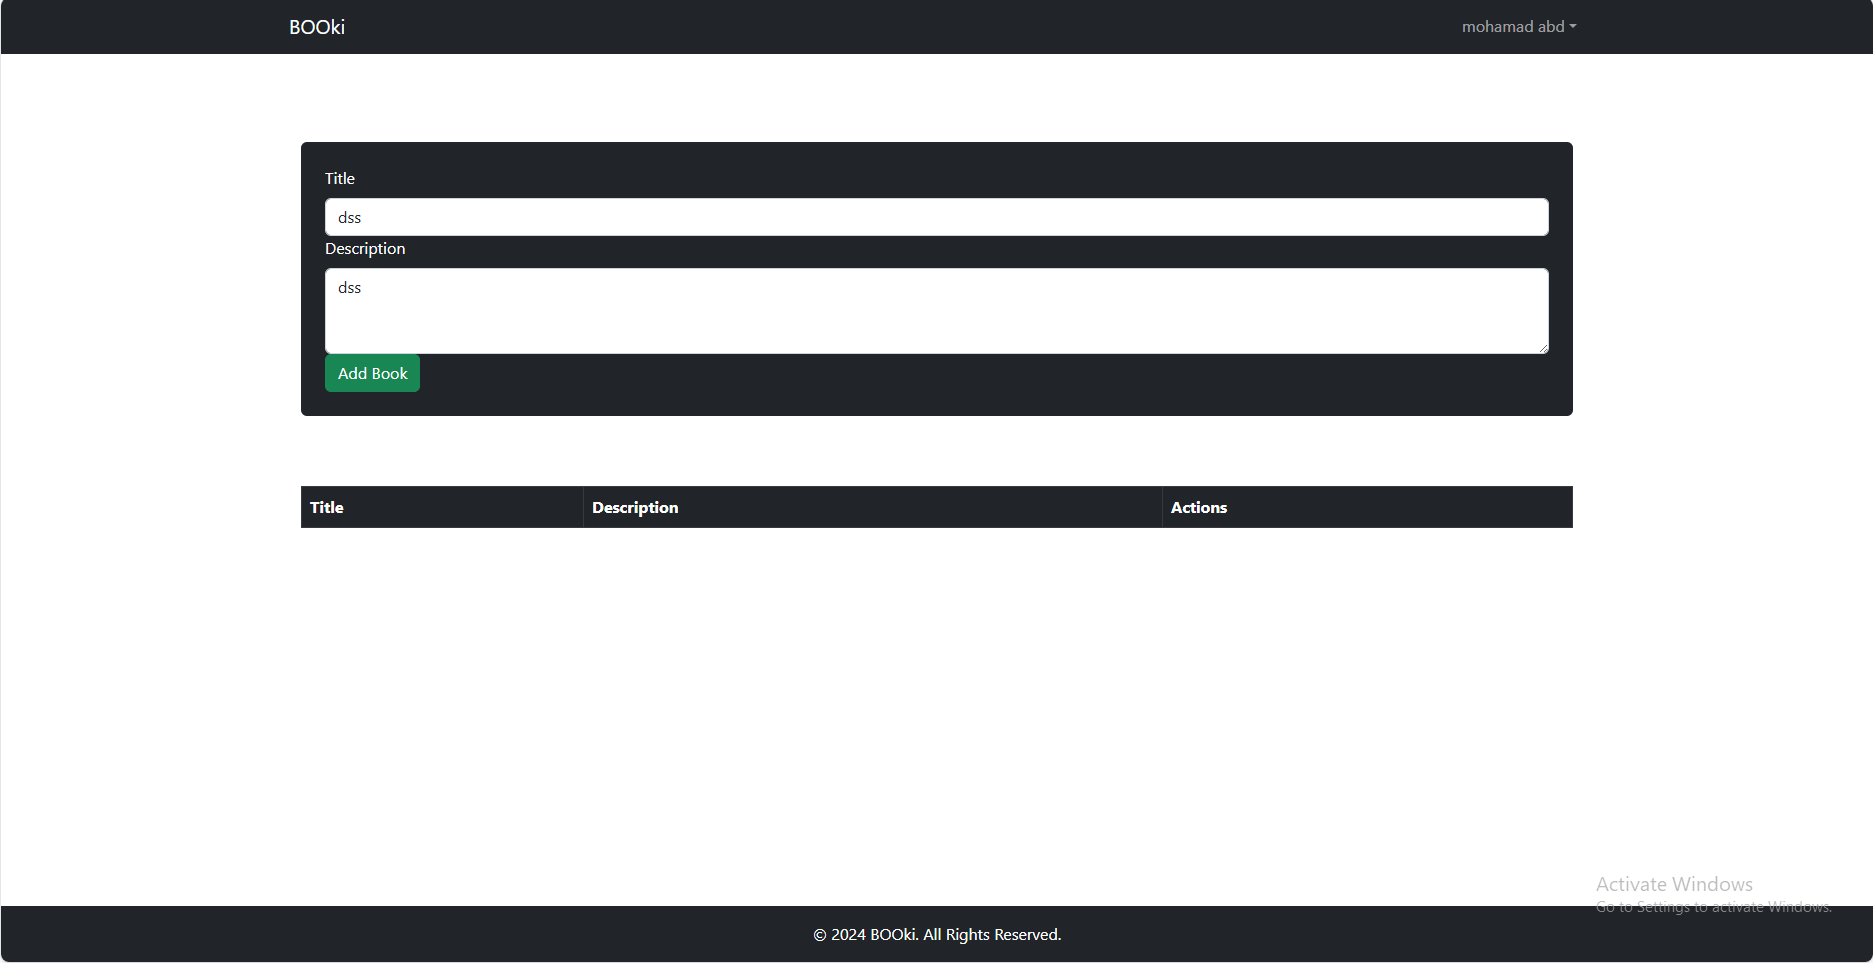 BOOki
mohamad abd
Title
dss
Description
dss
Add Book
Title Description Actions
Activate Windows
Go to Settings to activate Windows.
© 2024 BOOki. All Rights Reserved.